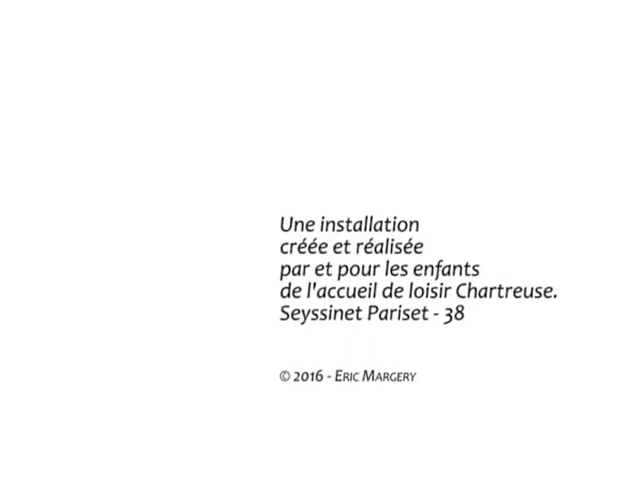 Une installation
créée et réalisée
par et pour les enfants
de l'accueil de loisir Chartreuse.
Seyssinet Pariset - 38
© 2016 - Eric Margery